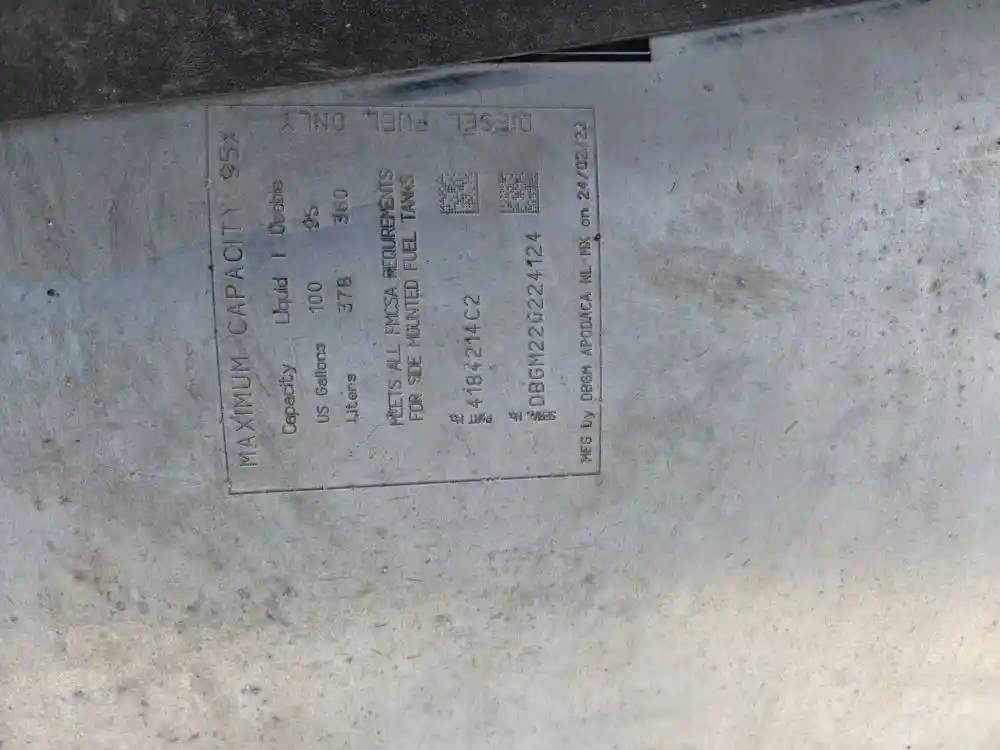 MAXIMUM CAPACITY 95%
Capacity Liquid | Usable
US Gallons 100 95
Liters 378 360
MEETS ALL FMCSA REQUIREMENTS
FOR SIDE MOUNTED FUEL TANKS
4184214C2
DBGM220224124
MFG by DBGM APODACA NL-MX on 24/02/22
DIESEL FUEL ONLY